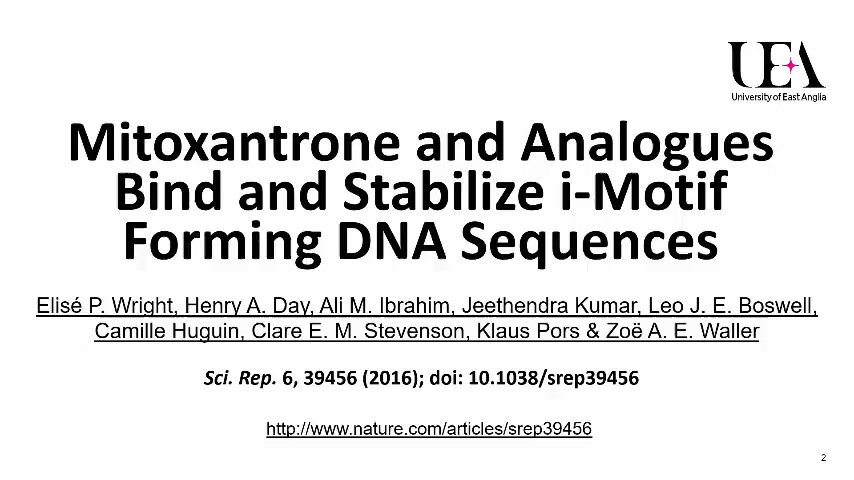 UEA
University of East Anglia
Mitoxantrone and Analogues
Bind and Stabilize i-Motif
Forming DNA Sequences
Elisé P. Wright, Henry A. Day, Ali M. Ibrahim, Jeethendra Kumar, Leo J. E. Boswell,
Camille Huguin, Clare E. M. Stevenson, Klaus Pors & Zoë A. E. Waller
Sci. Rep. 6, 39456 (2016); doi: 10.1038/srep39456
http://www.nature.com/articles/srep39456
2